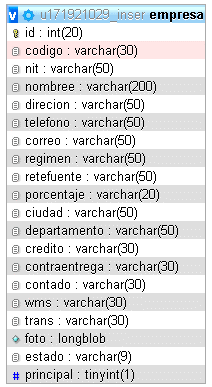 v u171921029_inser empresa
id : int(20)
codigo : varchar(30)
nit : varchar(50)
nombree : varchar(200)
direcion : varchar(50)
telefono : varchar(50)
correo : varchar(50)
regimen : varchar(50)
retefuente : varchar(50)
porcentaje : varchar(20)
ciudad : varchar(50)
departamento : varchar(50)
credito : varchar(30)
contraentrega : varchar(30)
contado : varchar(30)
wms : varchar(30)
trans : varchar(30)
foto : longblob
estado : varchar(9)
# principal : tinyint(1)